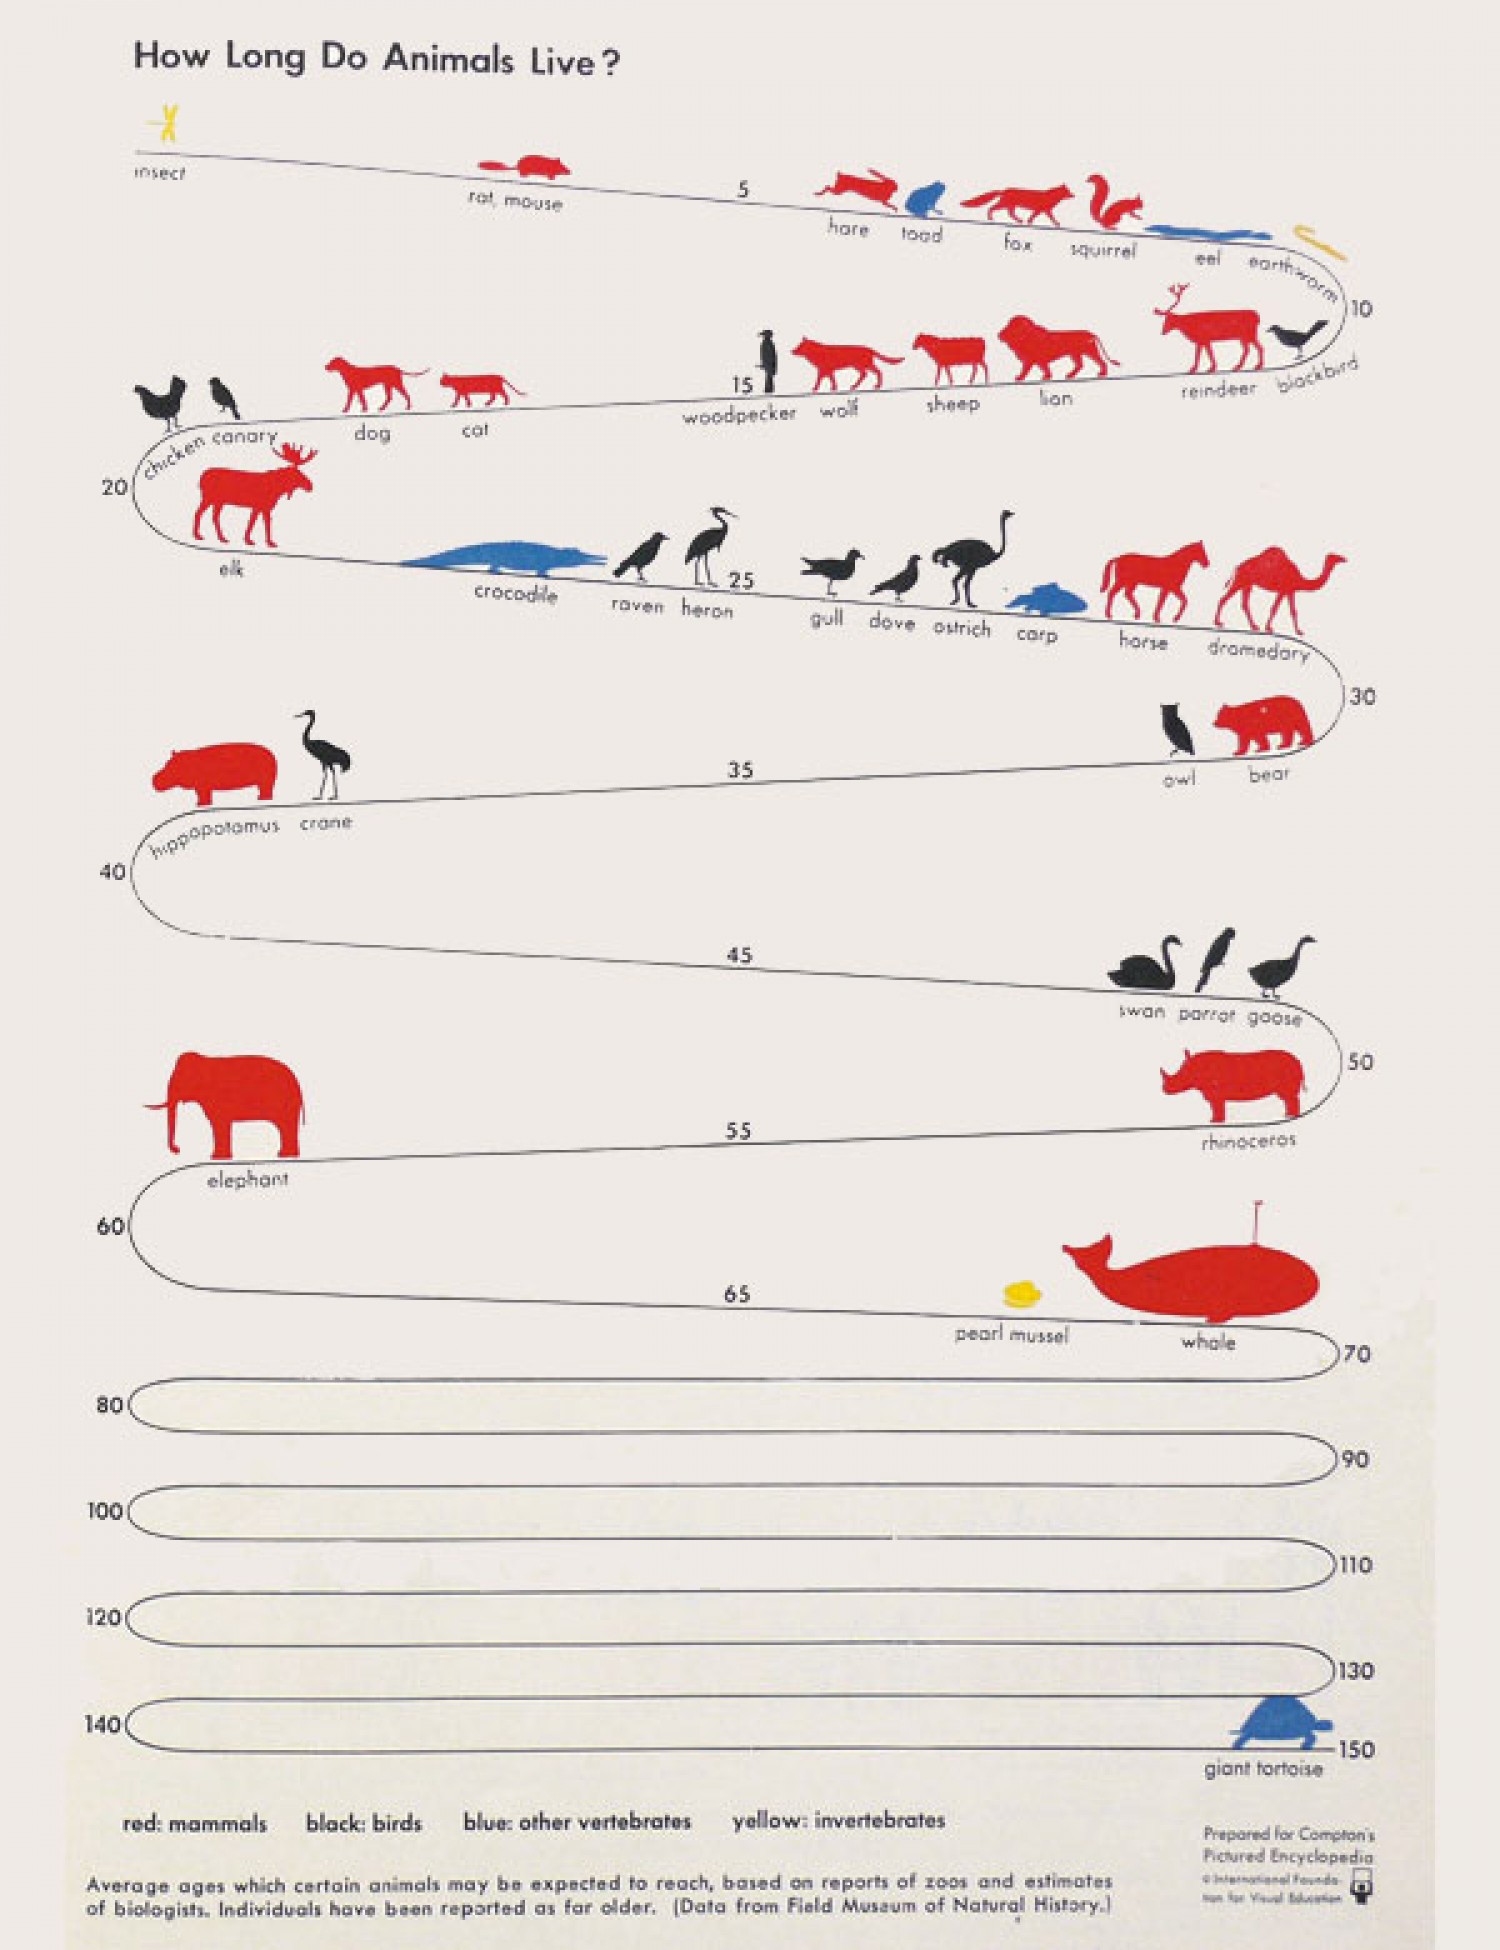 How Long Do Animals Live?
insect
rat, mouse
5
hare toad fox squirrel eel earthworm
10
15
woodpecker wolf sheep lion reindeer blackbird
chicken canary dog cat
20
elk crocodile raven heron
25
gull dove ostrich carp horse dromedary
30
35
owl bear
hippopotamus crane
40
45
swan parrot goose
50
55
rhinoceros
elephant
60
65
pearl mussel whale
70
80
90
100
110
120
130
140
150
giant tortoise
red: mammals black: birds blue: other vertebrates yellow: invertebrates
Prepared for Compton's
Pictured Encyclopedia
© International Founda-
tion for Visual Education
Average ages which certain animals may be expected to reach, based on reports of zoos and estimates
of biologists. Individuals have been reported as far older. (Data from Field Museum of Natural History.)